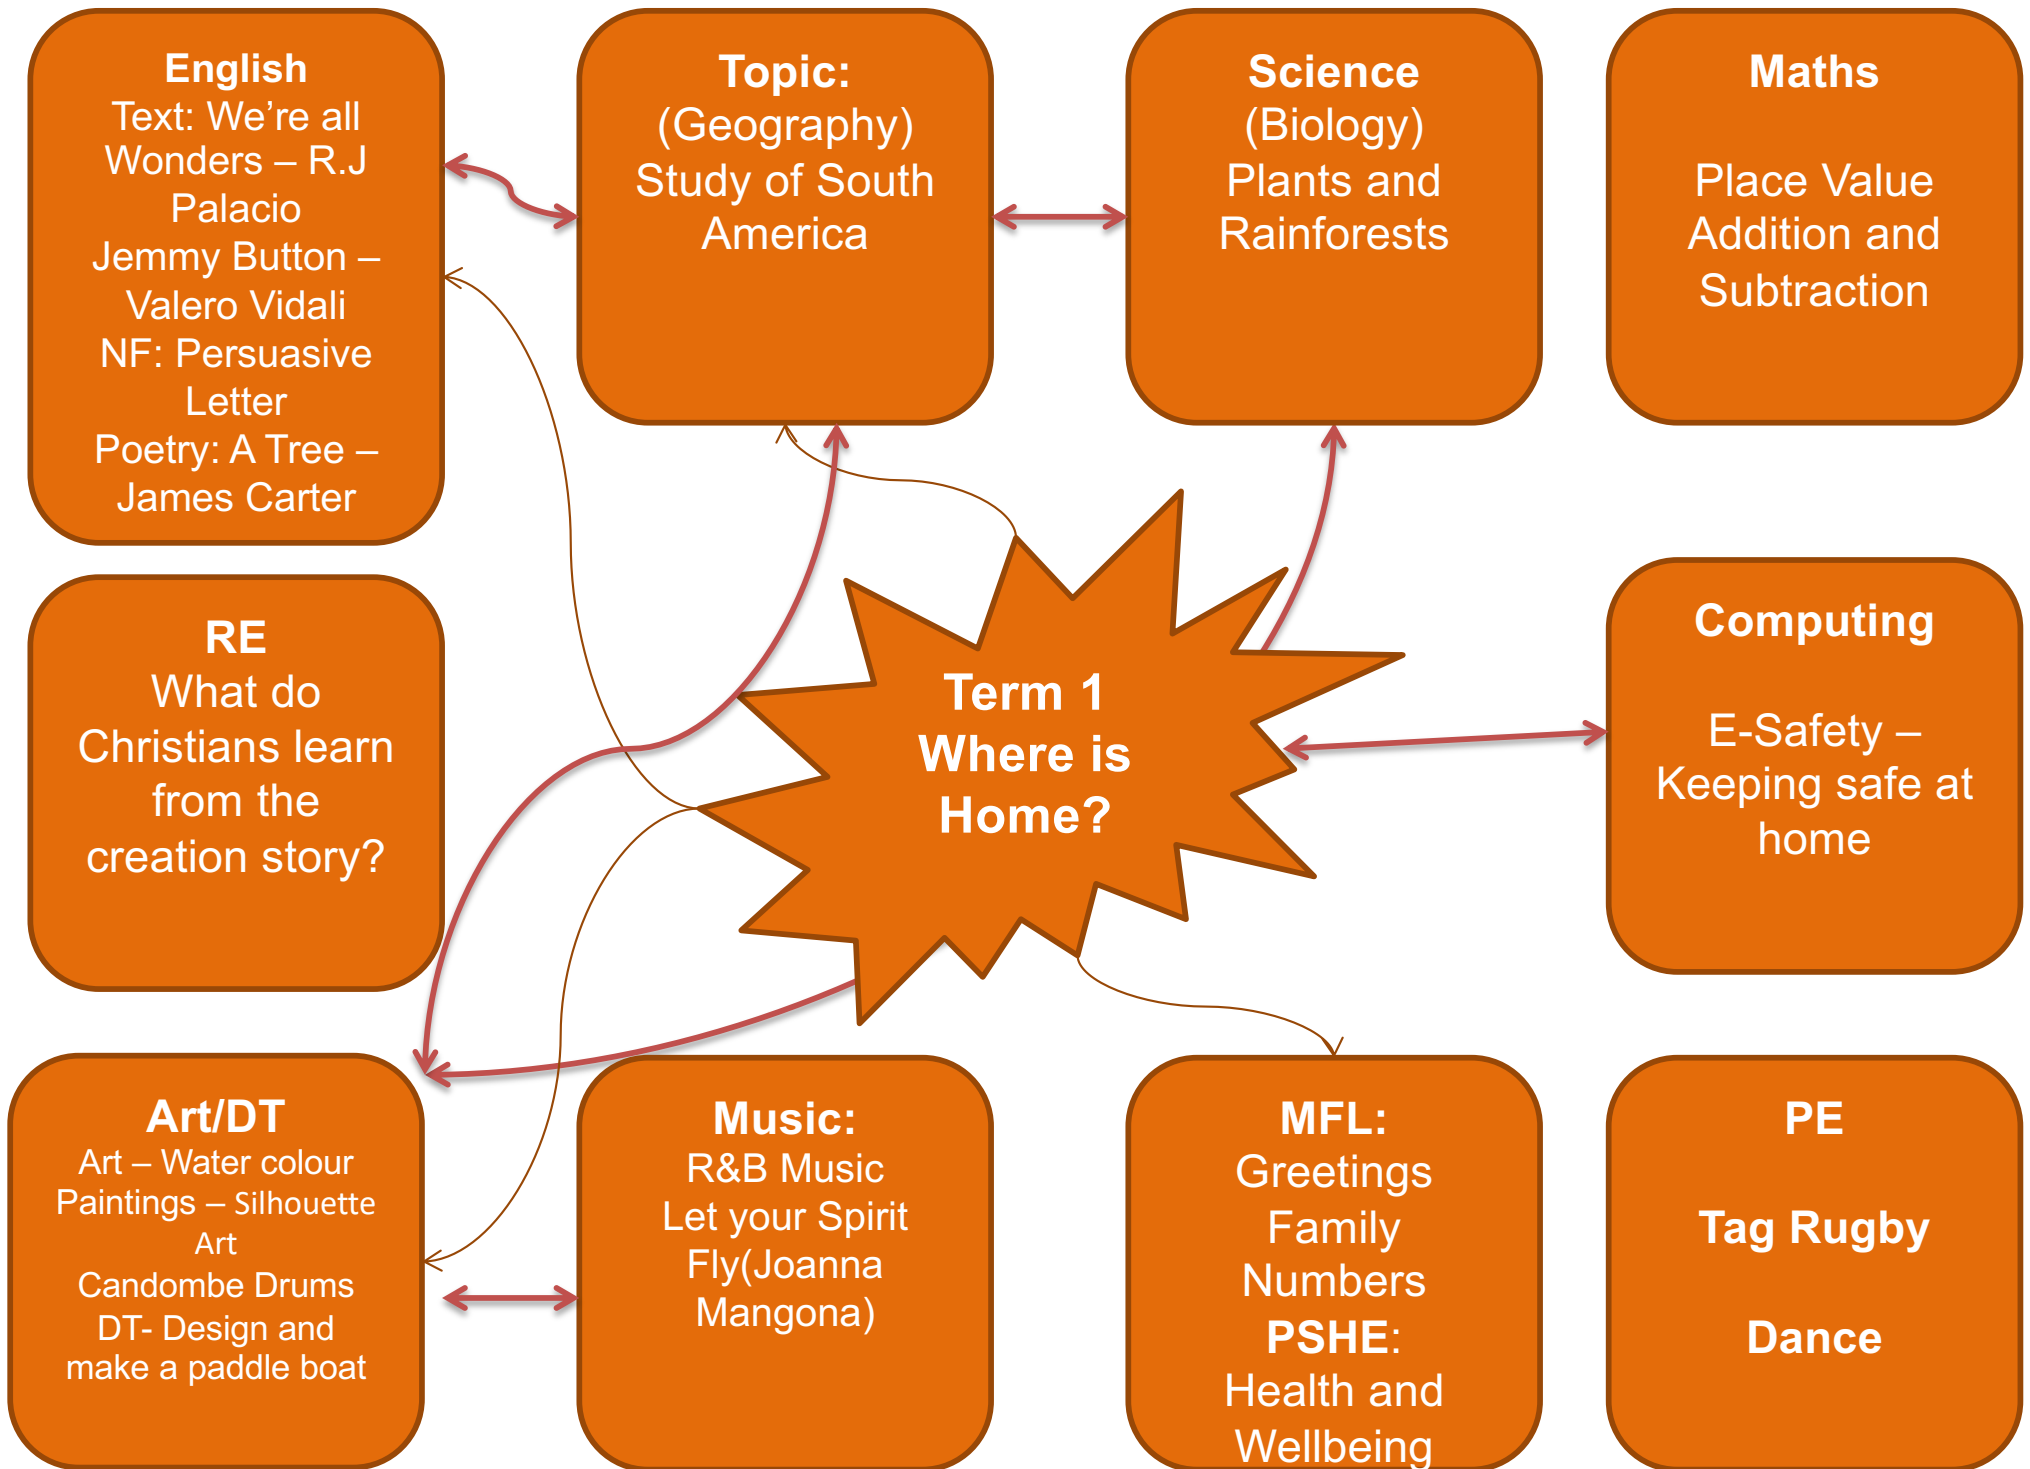 English
Text: We're all
Wonders – R.J
Palacio
Jemmy Button –
Valero Vidali
NF: Persuasive
Letter
Poetry: A Tree –
James Carter
Topic:
(Geography)
Study of South
America
Science
(Biology)
Plants and
Rainforests
Maths
Place Value
Addition and
Subtraction
RE
What do
Christians learn
from the
creation story?
Term 1
Where is
Home?
Computing
E-Safety –
Keeping safe at
home
Art/DT
Art – Water colour
Paintings – Silhouette
Art
Candombe Drums
DT- Design and
make a paddle boat
Music:
R&B Music
Let your Spirit
Fly(Joanna
Mangona)
MFL:
Greetings
Family
Numbers
PSHE:
Health and
Wellbeing
PE
Tag Rugby
Dance